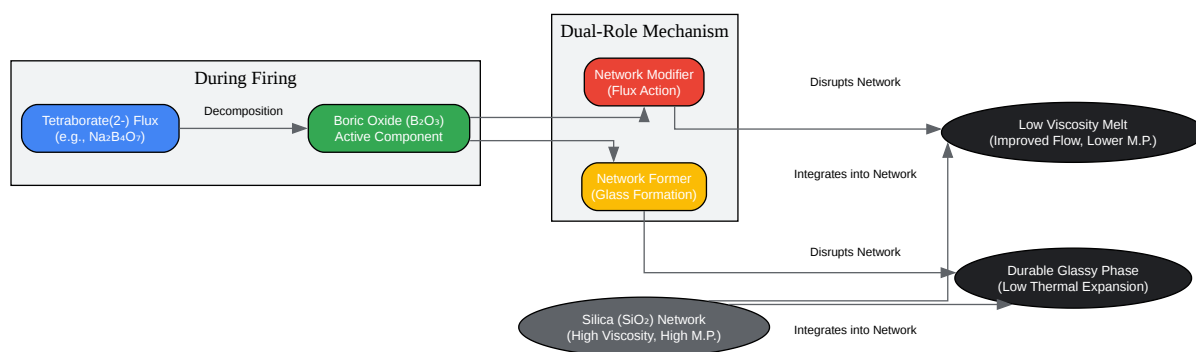 During Firing
Tetraborate(2-) Flux
(e.g., Na₂B₄O₇)
Decomposition
Boric Oxide (B₂O₃)
Active Component
Dual-Role Mechanism
Network Modifier
(Flux Action)
Network Former
(Glass Formation)
Disrupts Network
Low Viscosity Melt
(Improved Flow, Lower M.P.)
Integrates into Network
Disrupts Network
Durable Glassy Phase
(Low Thermal Expansion)
Silica (SiO₂) Network
(High Viscosity, High M.P.)
Integrates into Network